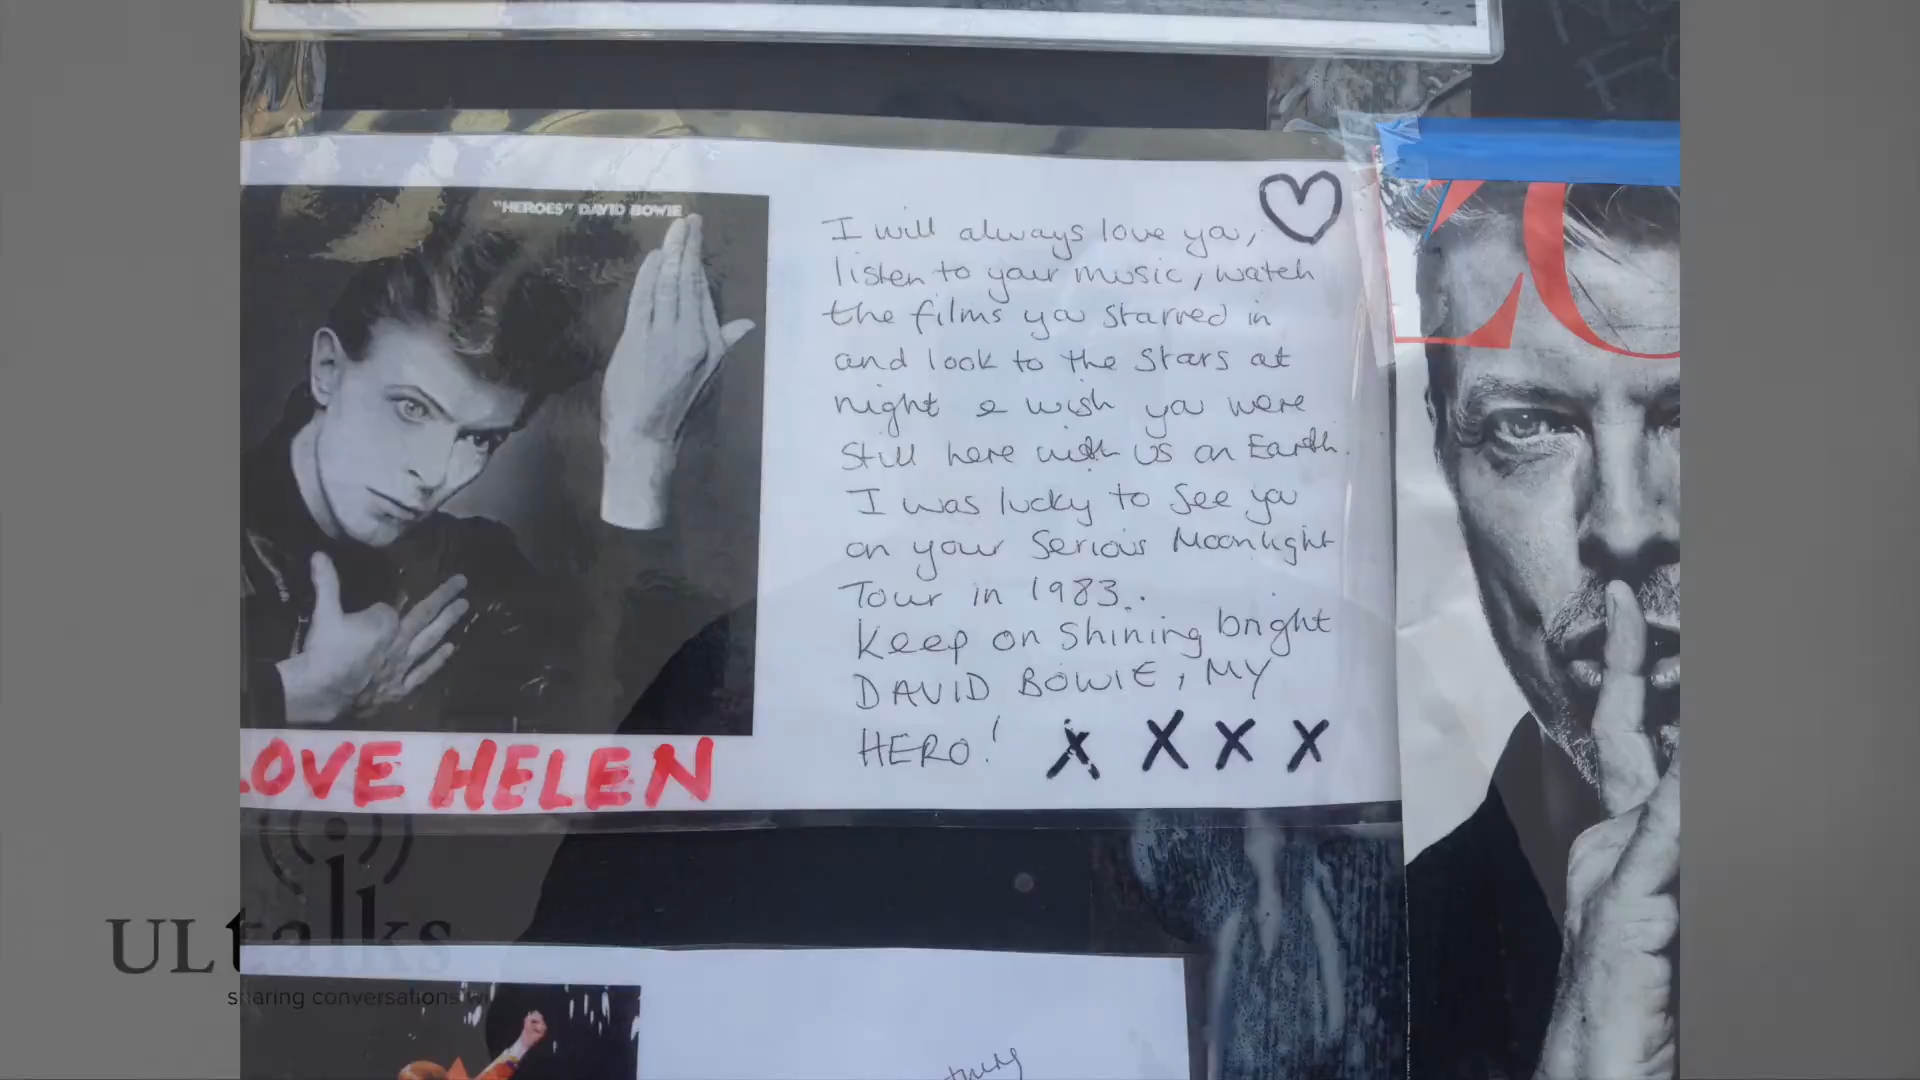 "HEROES" DAVID BOWIE
I will always love you,
listen to your music, watch
the films you starred in
and look to the stars at
night & wish you were
still here with us on Earth.
I was lucky to see you
on your Serious Moonlight
Tour in 1983..
Keep on Shining bright
DAVID BOWIE, MY
HERO! X X X X
LOVE HELEN
ULtalks
sharing conversations